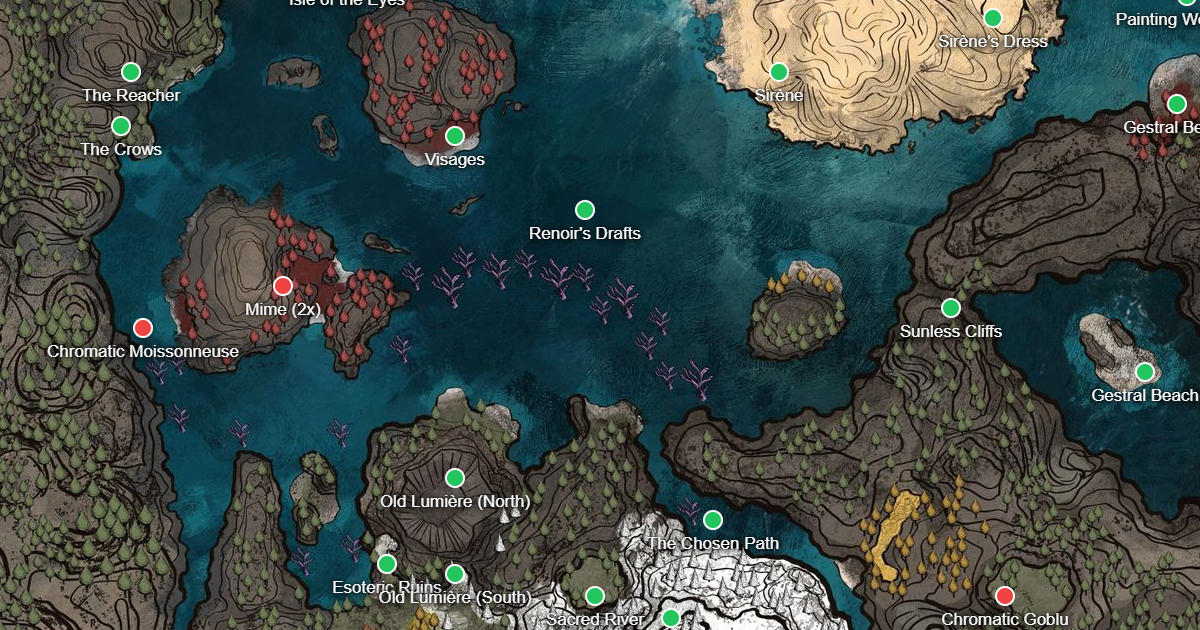 Isle of the Eyes
Painting Wo
Sirène's Dress
The Reacher
Sirène
Gestral Be
The Crows
Visages
Renoir's Drafts
Mime (2x)
Sunless Cliffs
Chromatic Moissonneuse
Gestral Beach
Old Lumière (North)
The Chosen Path
Esoteric Ruins
Old Lumière (South)
Sacred River
Chromatic Goblu